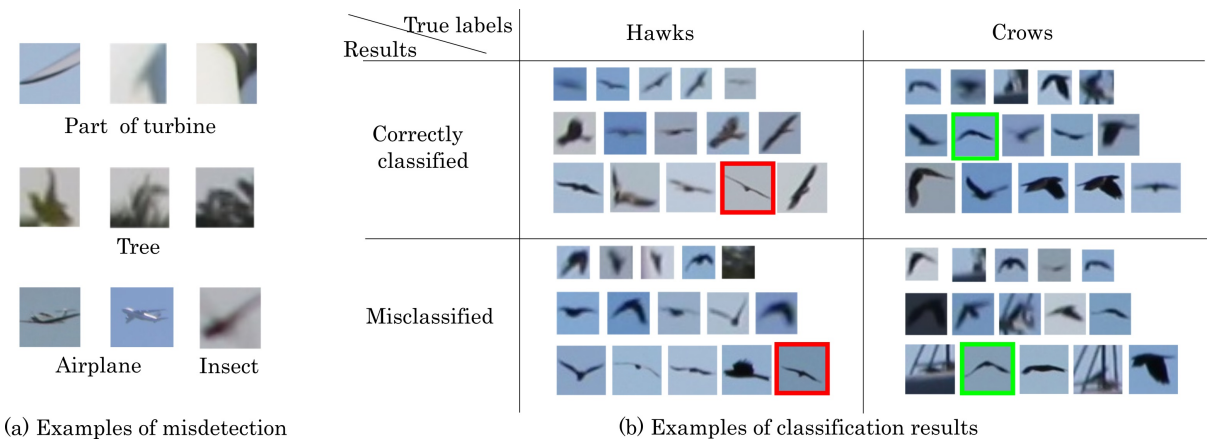 Part of turbine
Tree
Airplane
Insect
(a) Examples of misdetection
True labels
Results
Hawks
Crows
Correctly
classified
Misclassified
(b) Examples of classification results